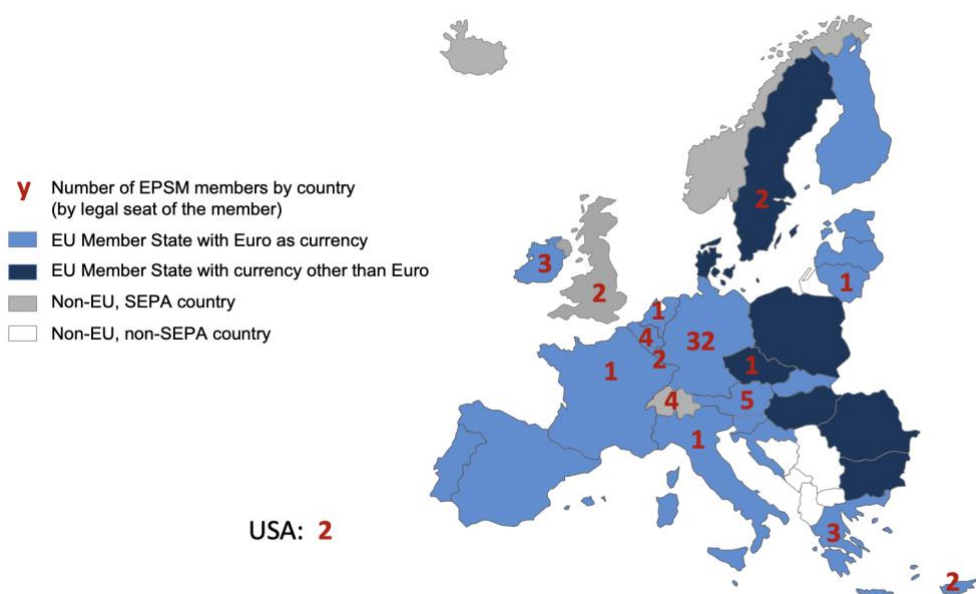 y Number of EPSM members by country
(by legal seat of the member)
EU Member State with Euro as currency
EU Member State with currency other than Euro
Non-EU, SEPA country
Non-EU, non-SEPA country
2
3
1
2
1
4
32
2
1
1
4
5
1
USA: 2
3
2